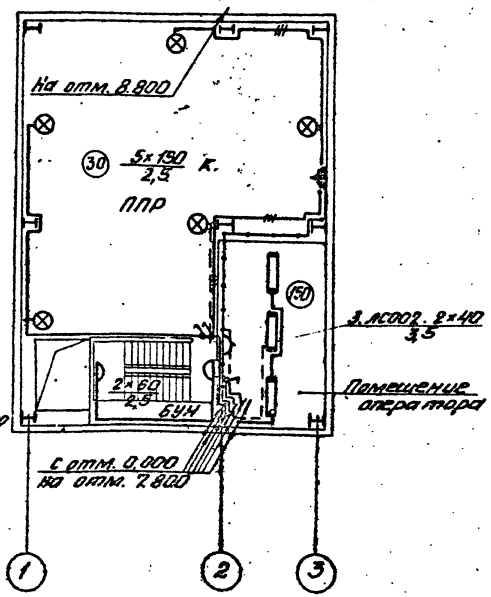 На отм. 8.800
30 5×150 К.
2,5
ППР
150
3. ЛСО02. 2×40
3,5
2×60
2,5
БУН
Помещение
оператора
с отм. 0.000
на отм. 7.800
1 2 3